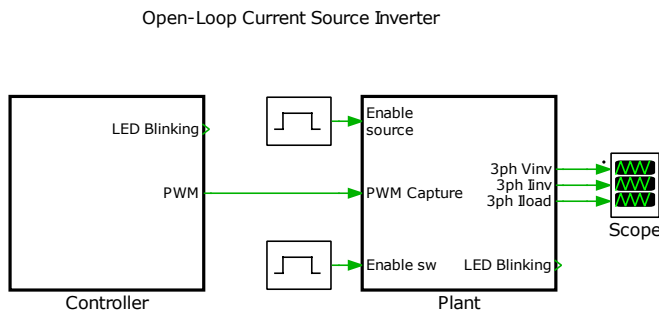 Open-Loop Current Source Inverter
Enable
source
LED Blinking
3ph Vinv
3ph Iinv
3ph Iload
PWM
PWM Capture
Scope
Enable sw
LED Blinking
Controller
Plant